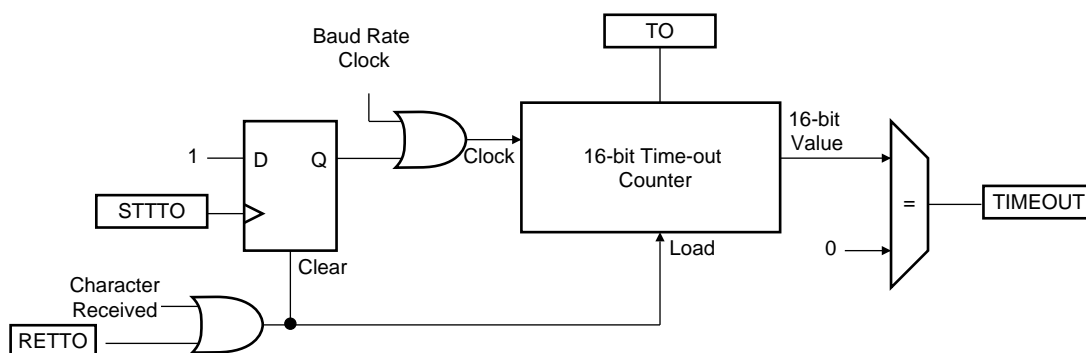 TO
Baud Rate
Clock
16-bit
Value
1
D
Q
Clock
16-bit Time-out
Counter
STTTO
=
TIMEOUT
0
Load
Clear
Character
Received
RETTO